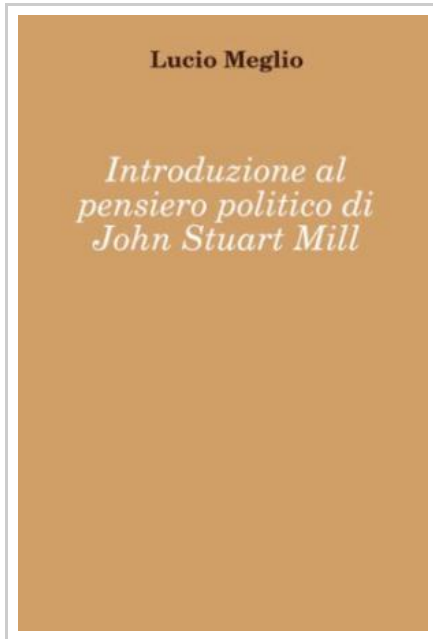 Lucio Meglio
Introduzione al
pensiero politico di
John Stuart Mill